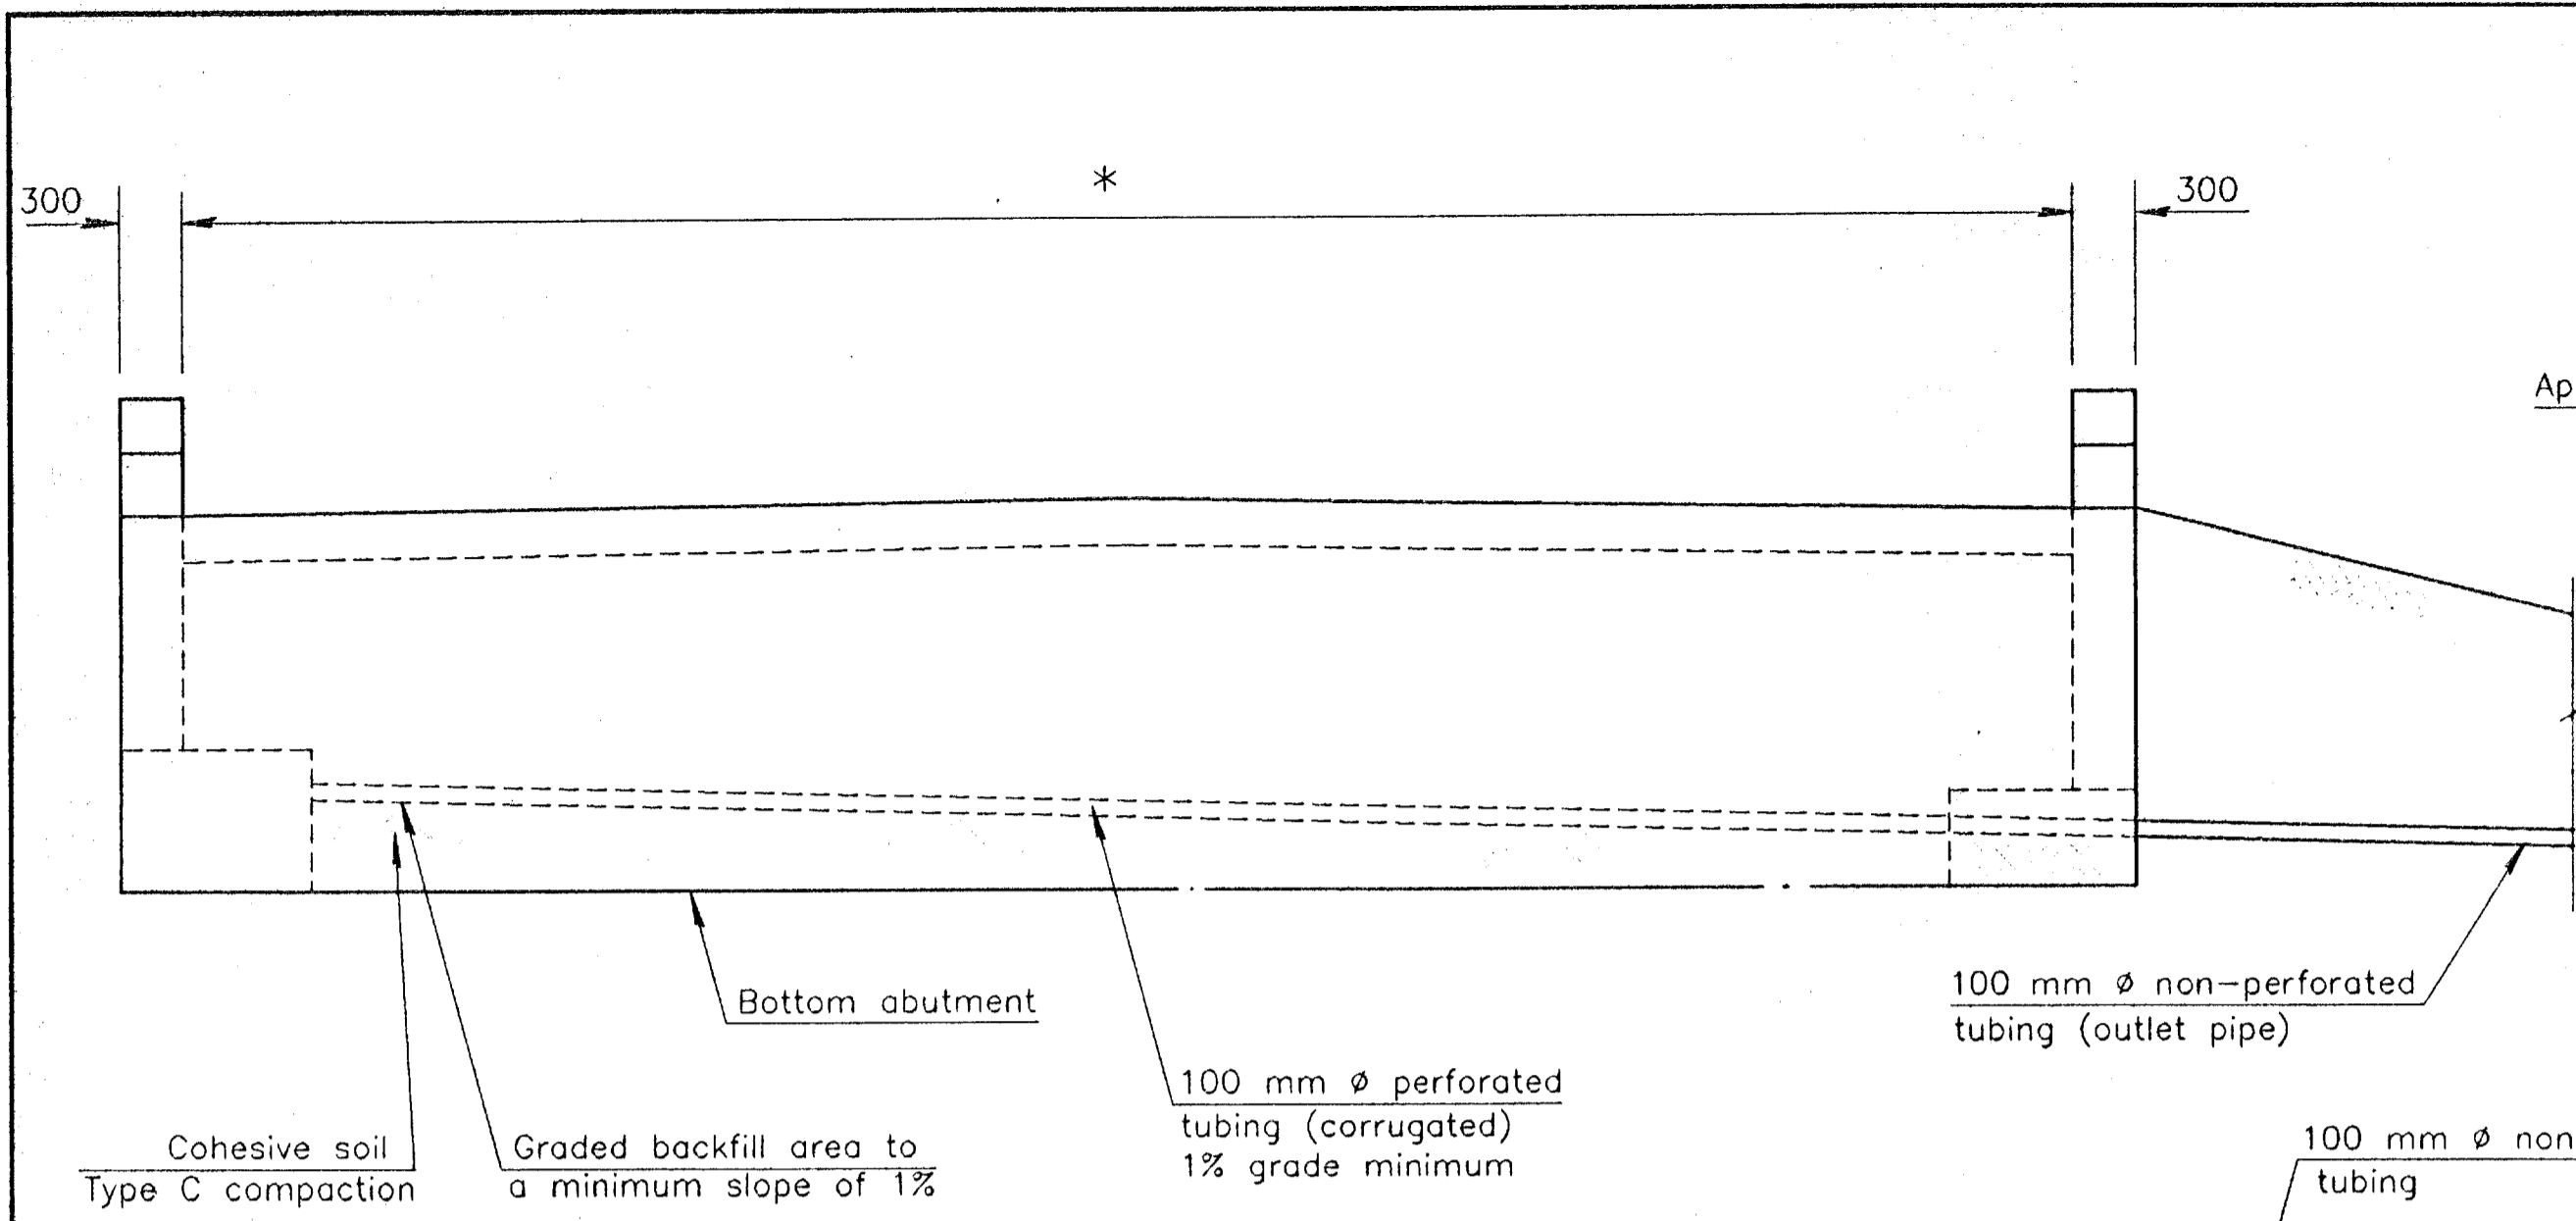 *
300
300
Ap
Bottom abutment
100 mm ø non-perforated
tubing (outlet pipe)
100 mm ø perforated
tubing (corrugated)
1% grade minimum
Cohesive soil
Type C compaction
Graded backfill area to
a minimum slope of 1%
100 mm ø non
tubing